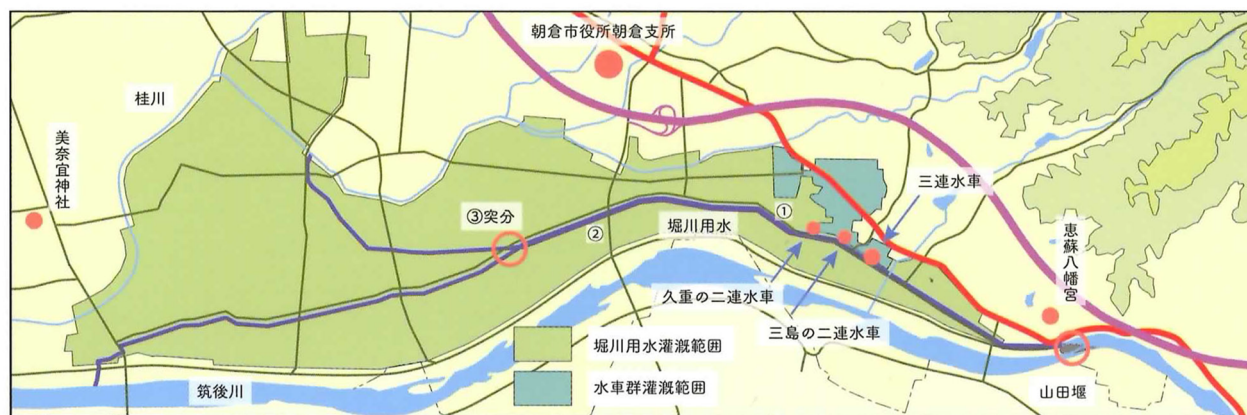 朝倉市役所朝倉支所
桂川
美奈宜神社
三連水車
①
③突分
②
堀川用水
恵蘇八幡宮
久重の二連水車
三島の二連水車
堀川用水灌漑範囲
水車群灌漑範囲
筑後川
山田堰